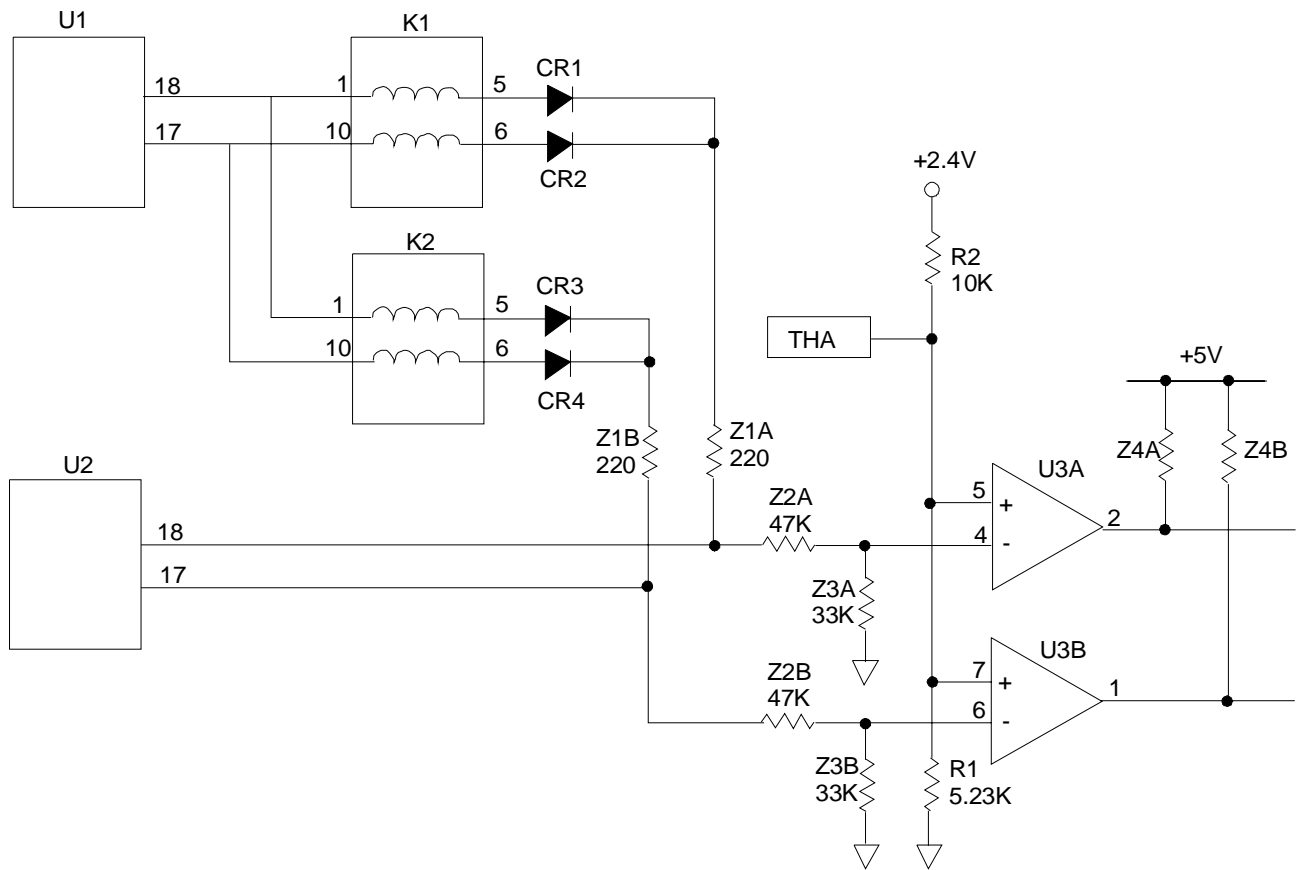 U1
K1
18
1
5
CR1
17
10
6
CR2
+2.4V
K2
R2
10K
1
5
CR3
10
6
CR4
THA
+5V
Z1B
220
Z1A
220
Z4A
Z4B
U2
Z2A
47K
U3A
5
+
2
18
4
-
17
Z3A
33K
U3B
Z2B
47K
7
+
1
6
-
Z3B
33K
R1
5.23K